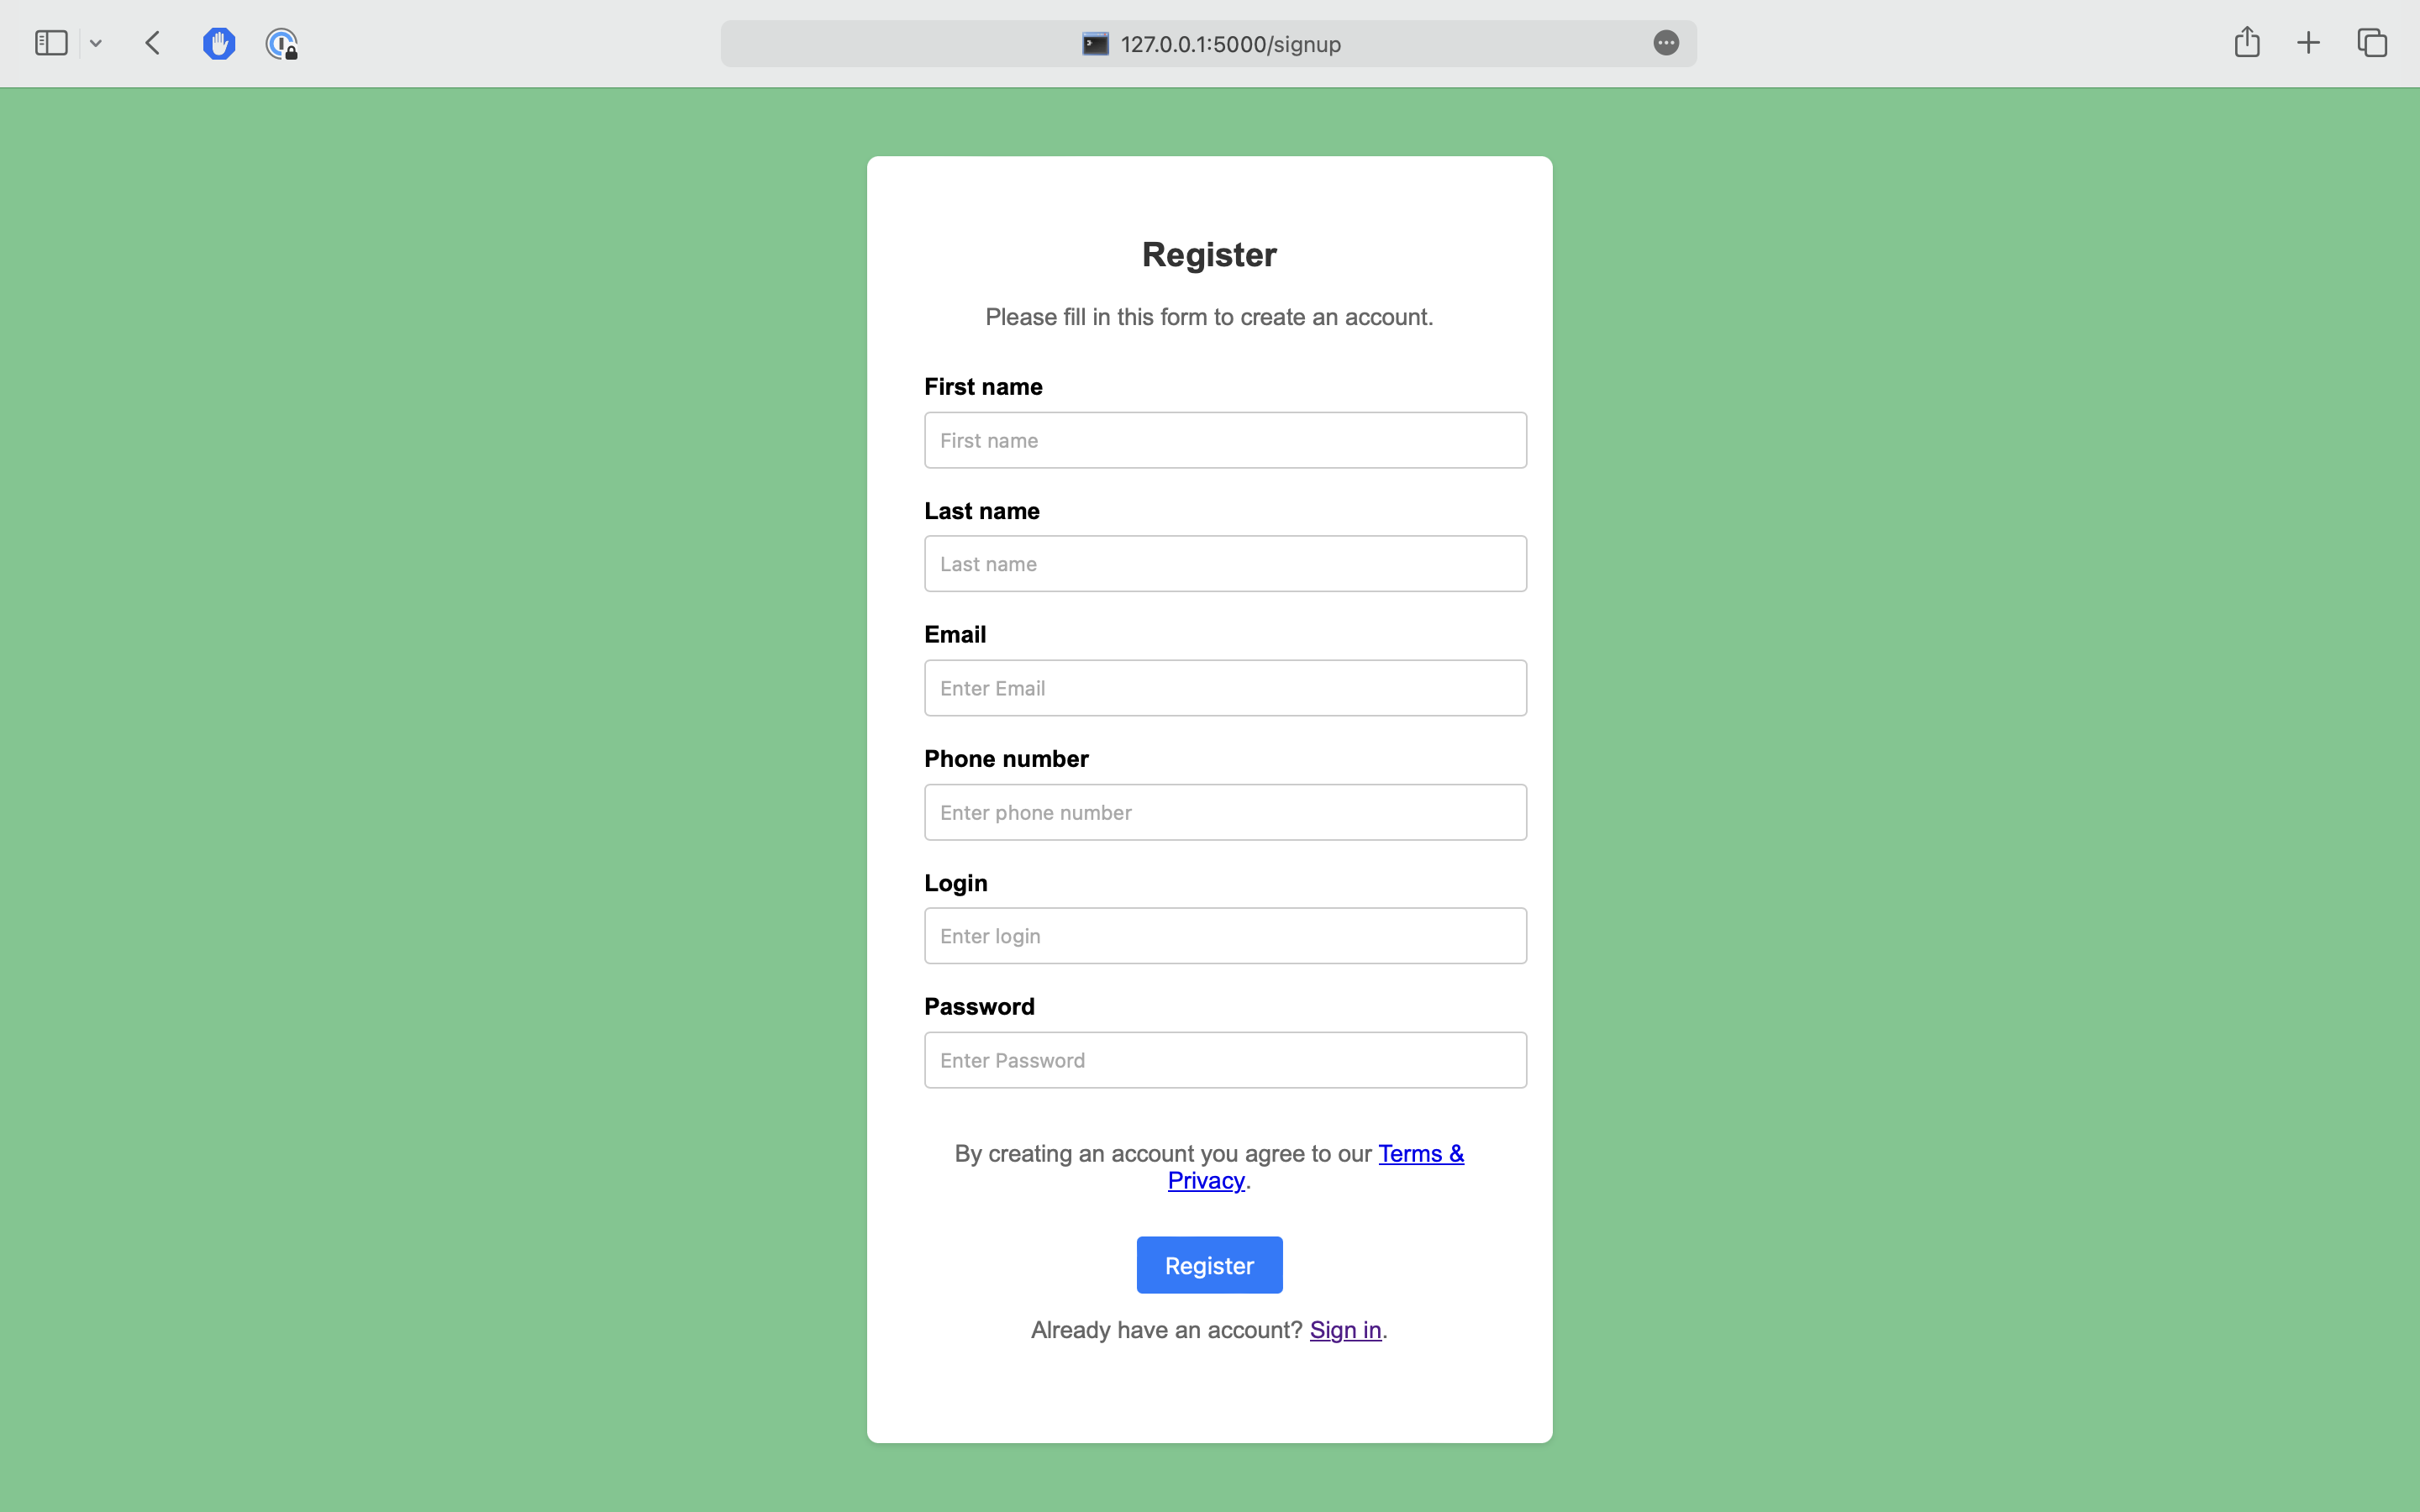 127.0.0.1:5000/signup
Register
Please fill in this form to create an account.
First name
First name
Last name
Last name
Email
Enter Email
Phone number
Enter phone number
Login
Enter login
Password
Enter Password
By creating an account you agree to our Terms &
Privacy.
Register
Already have an account? Sign in.